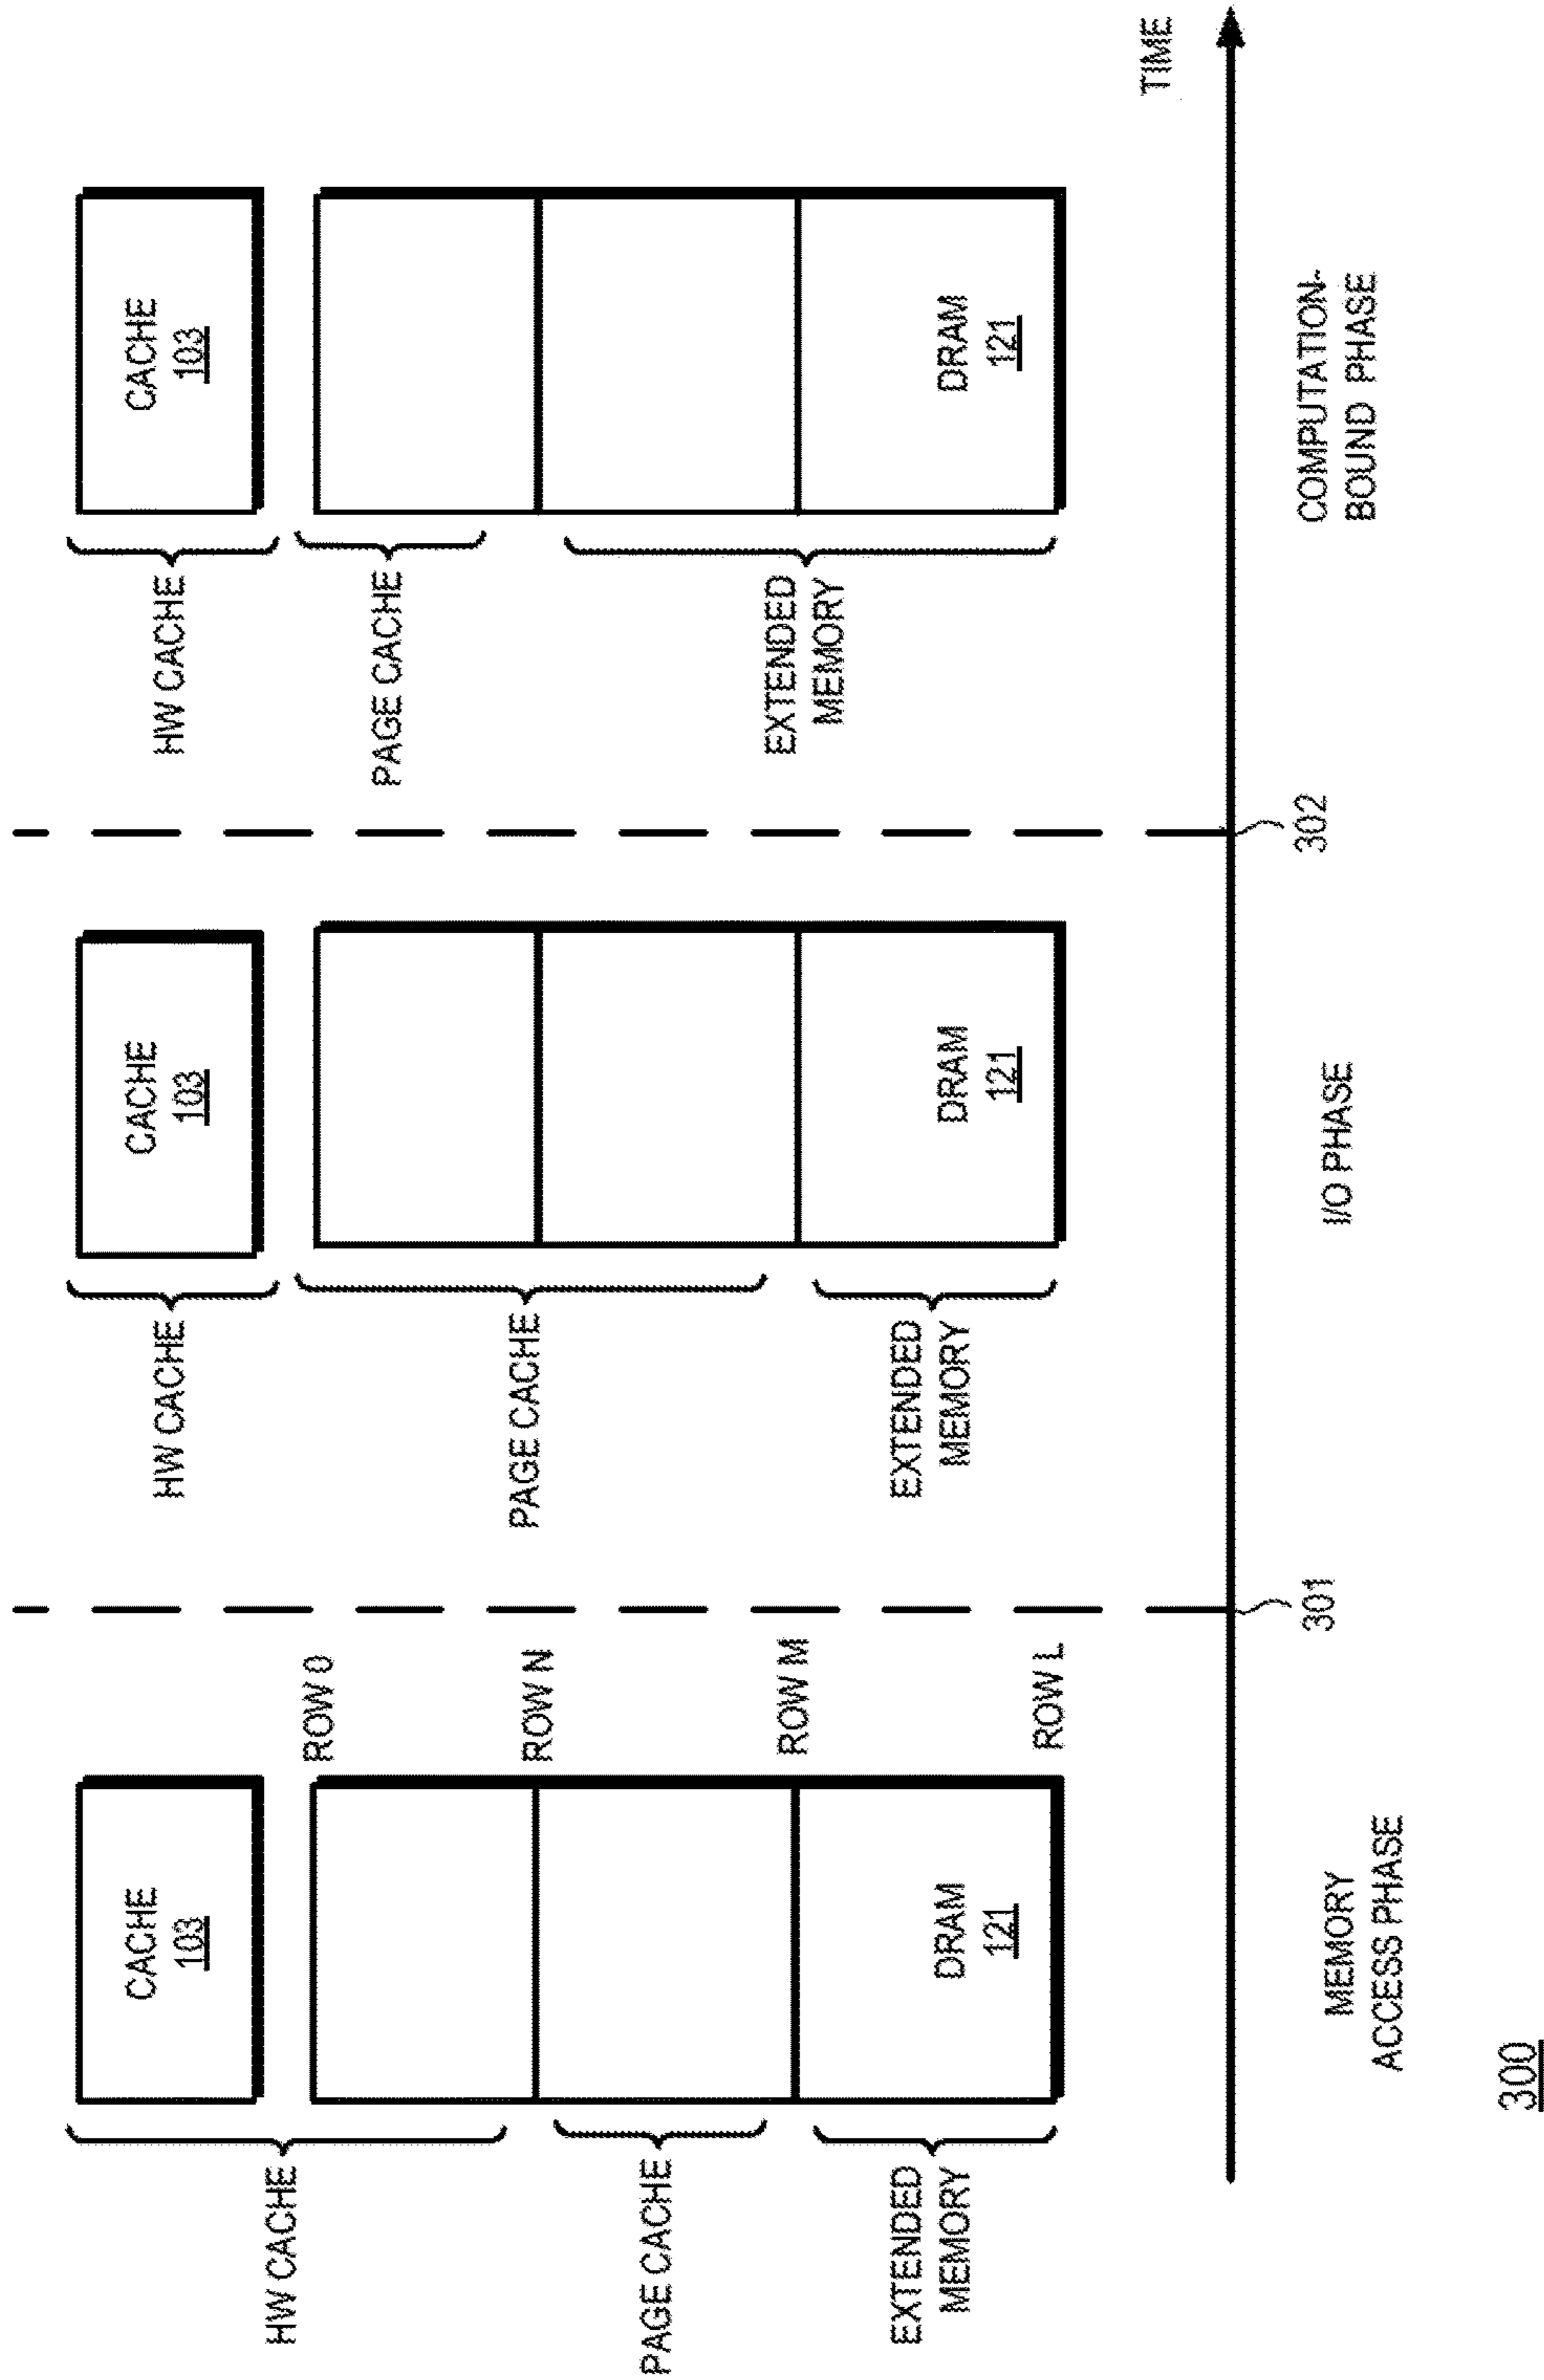 HW CACHE
PAGE CACHE
EXTENDED
MEMORY
CACHE
103
DRAM
121
ROW 0
ROW N
ROW M
ROW L
MEMORY
ACCESS PHASE
301
HW CACHE
PAGE CACHE
EXTENDED
MEMORY
CACHE
103
DRAM
121
I/O PHASE
302
HW CACHE
PAGE CACHE
EXTENDED
MEMORY
CACHE
103
DRAM
121
COMPUTATION-
BOUND PHASE
TIME
300